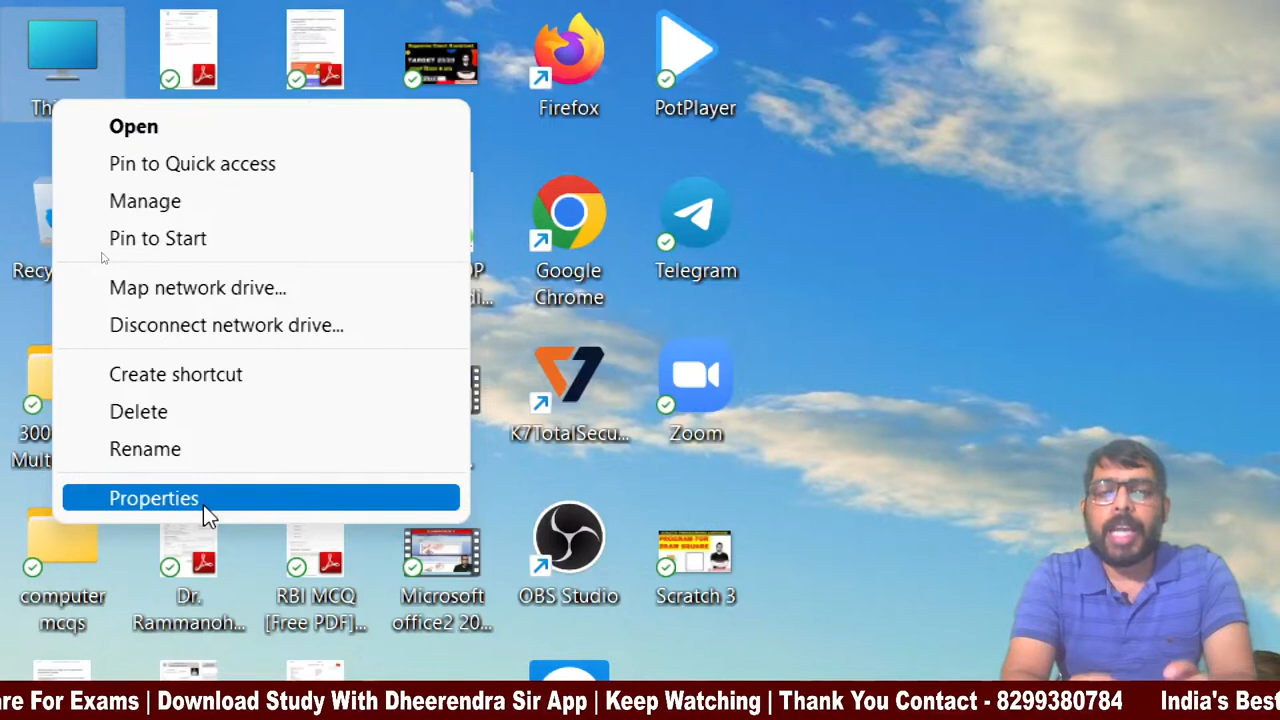 Th
Firefox
PotPlayer
Open
Pin to Quick access
Manage
Pin to Start
Map network drive...
Disconnect network drive...
Create shortcut
Delete
Rename
Properties
Recy
Google
Chrome
Telegram
300
Mult
K7TotalSecu...
Zoom
computer
mcqs
Dr.
Rammanoh...
RBI MCQ
[Free PDF]...
Microsoft
office2 20...
OBS Studio
Scratch 3
are For Exams | Download Study With Dheerendra Sir App | Keep Watching | Thank You Contact - 8299380784 India's Best